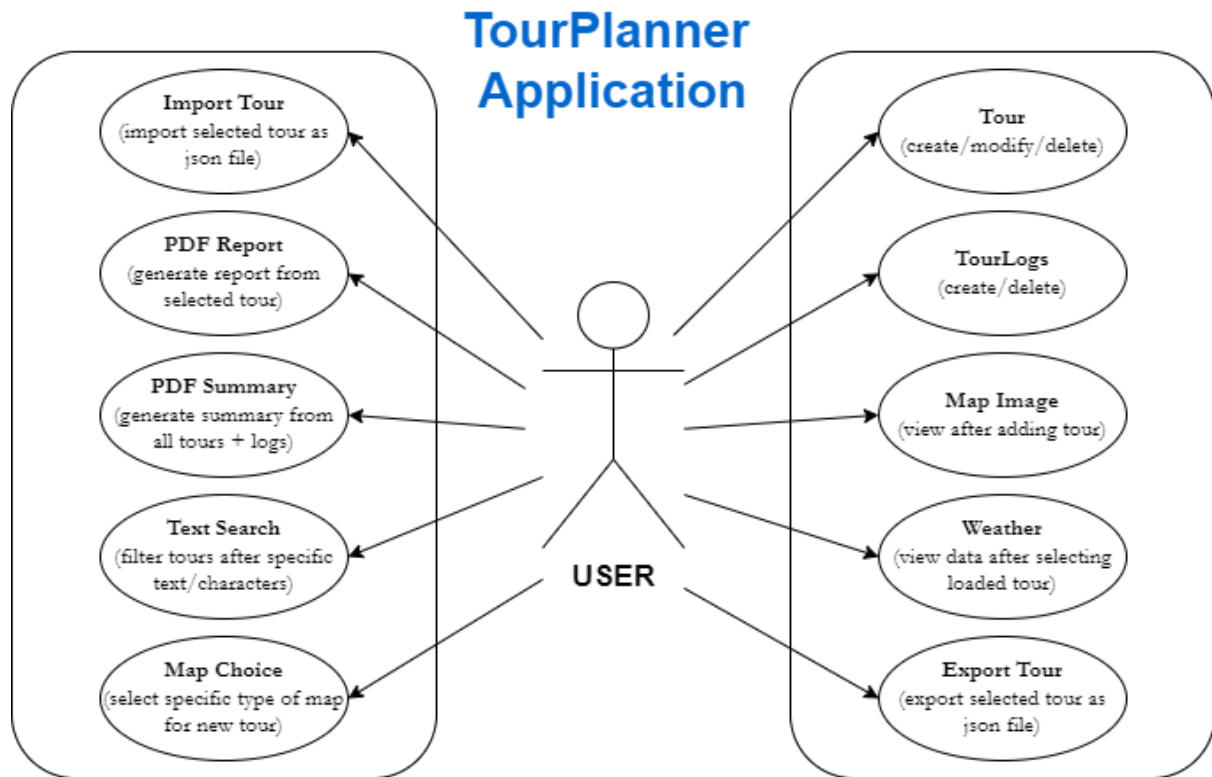 TourPlanner
Application
Import Tour
(import selected tour as
json file)
PDF Report
(generate report from
selected tour)
PDF Summary
(generate summary from
all tours + logs)
Text Search
(filter tours after specific
text/characters)
Map Choice
(select specific type of map
for new tour)
USER
Tour
(create/modify/delete)
TourLogs
(create/delete)
Map Image
(view after adding tour)
Weather
(view data after selecting
loaded tour)
Export Tour
(export selected tour as
json file)